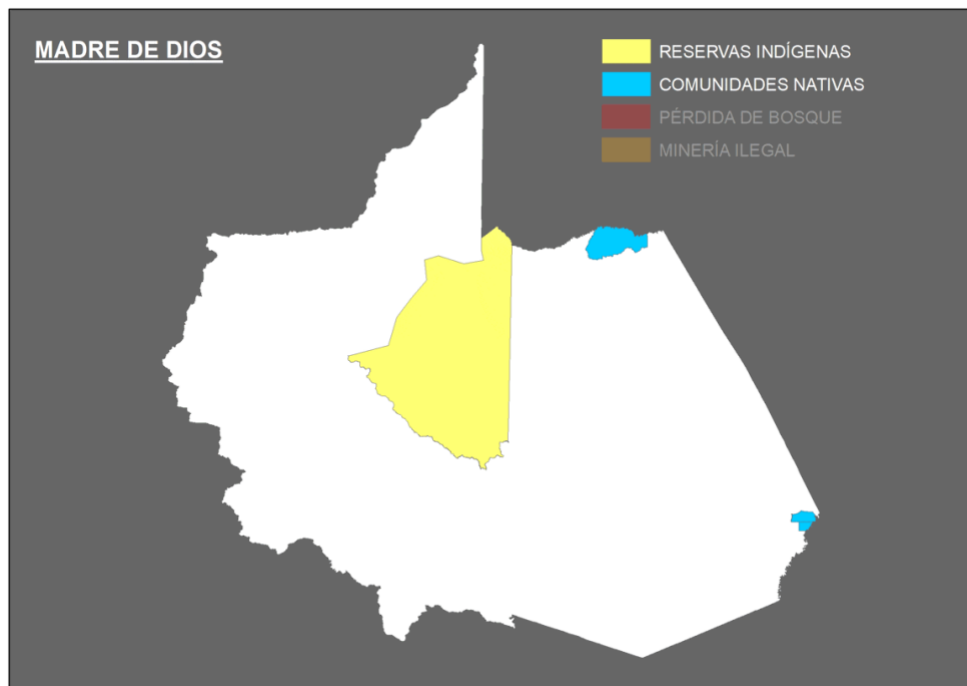 MADRE DE DIOS
RESERVAS INDÍGENAS
COMUNIDADES NATIVAS
PÉRDIDA DE BOSQUE
MINERÍA ILEGAL